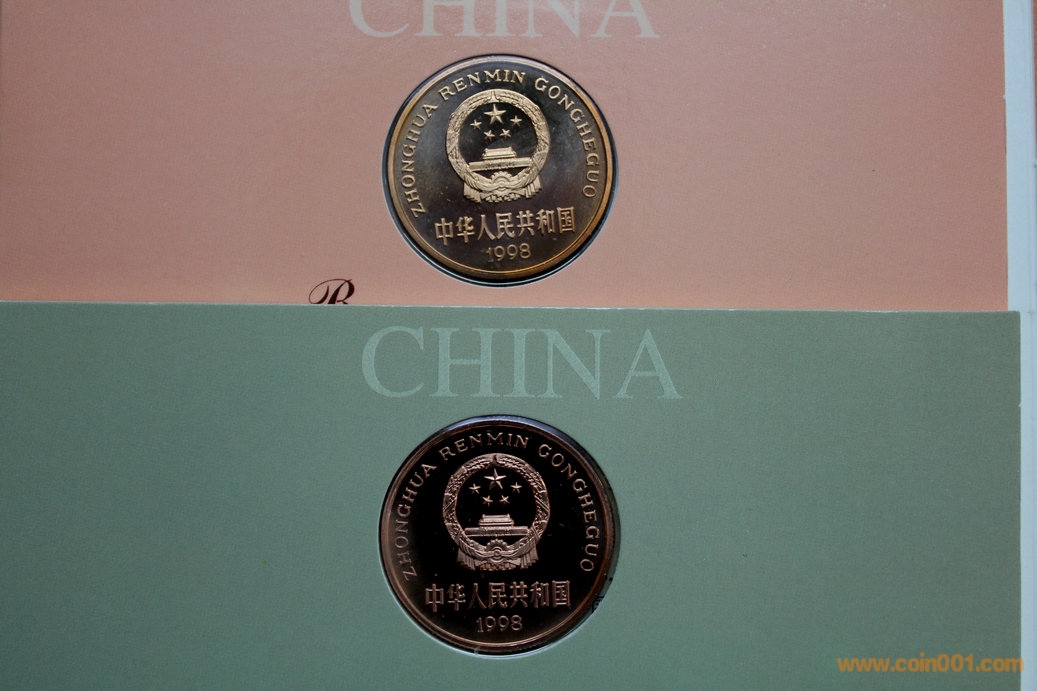 CHINA
ZHONGHUA RENMIN GONGHEGUO
中华人民共和国
1998
CHINA
ZHONGHUA RENMIN GONGHEGUO
中华人民共和国
1998
www.coin001.com